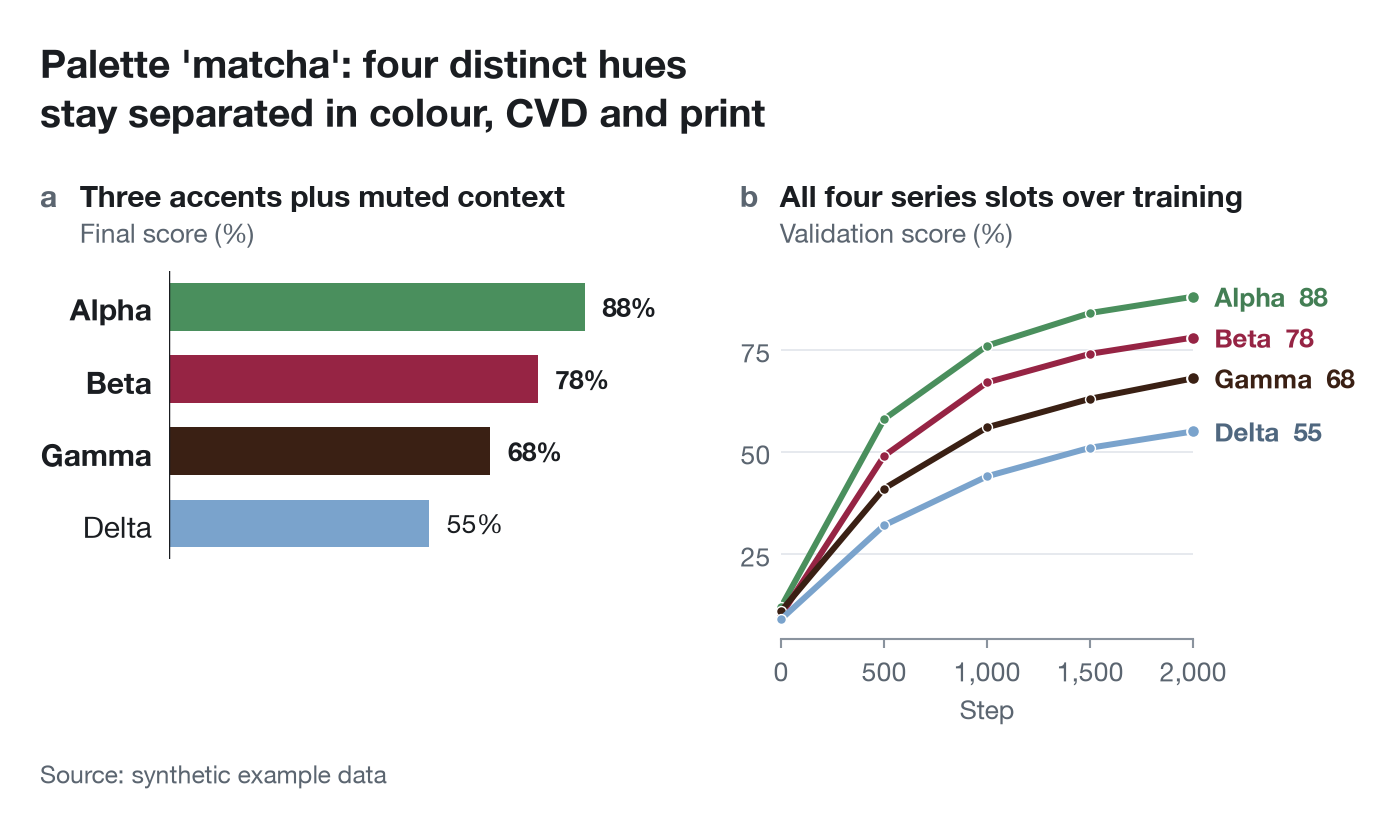 Palette 'matcha': four distinct hues
stay separated in colour, CVD and print
a Three accents plus muted context
Final score (%)
Alpha 88%
Beta 78%
Gamma 68%
Delta 55%
b All four series slots over training
Validation score (%)
Alpha 88
Beta 78
Gamma 68
Delta 55
75
50
25
0 500 1,000 1,500 2,000
Step
Source: synthetic example data